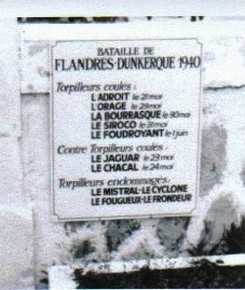 BATAILLE DE
FLANDRES-DUNKERQUE 1940
Torpilleurs coulés :
L'ADROIT le 21 mai
L'ORAGE le 23 mai
LA BOURRASQUE le 30 mai
LE SIROCO le 31 mai
LE FOUDROYANT le 1 juin
Contre Torpilleurs coulés :
LE JAGUAR le 23 mai
LE CHACAL le 24 mai
Torpilleurs endommagés:
LE MISTRAL-LE CYCLONE
LE FOUGUEUX-LE FRONDEUR